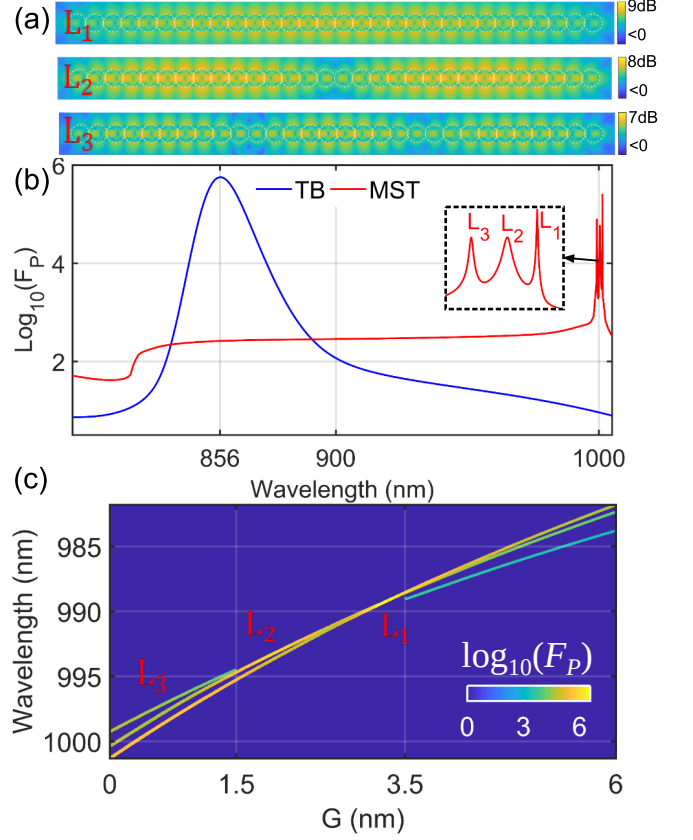 (a)
L1
9dB
<0
L2
8dB
<0
L3
7dB
<0
(b)
6
4
2
Log10(FP)
TB
MST
L3
L2
L1
856
900
1000
Wavelength (nm)
(c)
985
990
995
1000
Wavelength (nm)
L3
L2
L1
log10(FP)
0
3
6
0
1.5
3.5
6
G (nm)